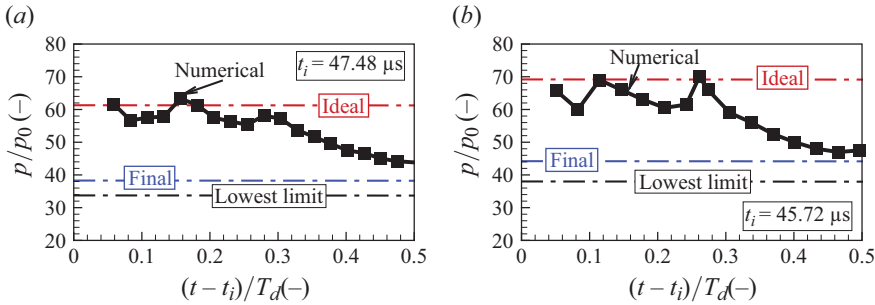 (a)
80
70
60
50
40
30
20
p/p0(–)
Numerical
ti = 47.48 µs
Ideal
Final
Lowest limit
0 0.1 0.2 0.3 0.4 0.5
(t – ti)/Td(–)
(b)
80
70
60
50
40
30
20
p/p0(–)
Numerical
Ideal
Final
Lowest limit
ti = 45.72 µs
0 0.1 0.2 0.3 0.4 0.5
(t – ti)/Td(–)